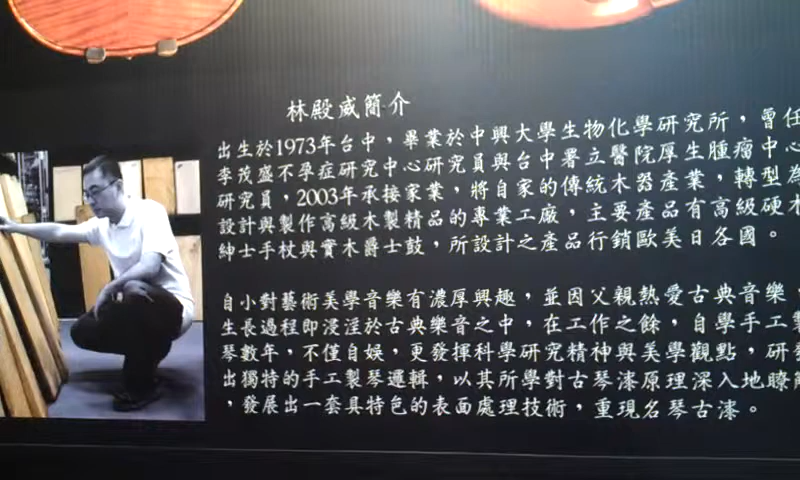 林殿威簡介
出生於1973年台中，畢業於中興大學生物化學研究所，曾任
李茂盛不孕症研究中心研究員與台中署立醫院厚生腫瘤中心
研究員，2003年承接家業，將自家的傳統木器產業，轉型為
設計與製作高級木製精品的專業工廠，主要產品有高級硬木
紳士手杖與實木爵士鼓，所設計之產品行銷歐美日各國。
自小對藝術美學音樂有濃厚興趣，並因父親熱愛古典音樂，
生長過程即浸淫於古典樂音之中，在工作之餘，自學手工製
琴數年，不僅自娛，更發揮科學研究精神與美學觀點，研發
出獨特的手工製琴邏輯，以其所學對古琴漆原理深入地瞭解
，發展出一套具特色的表面處理技術，重現名琴古漆。